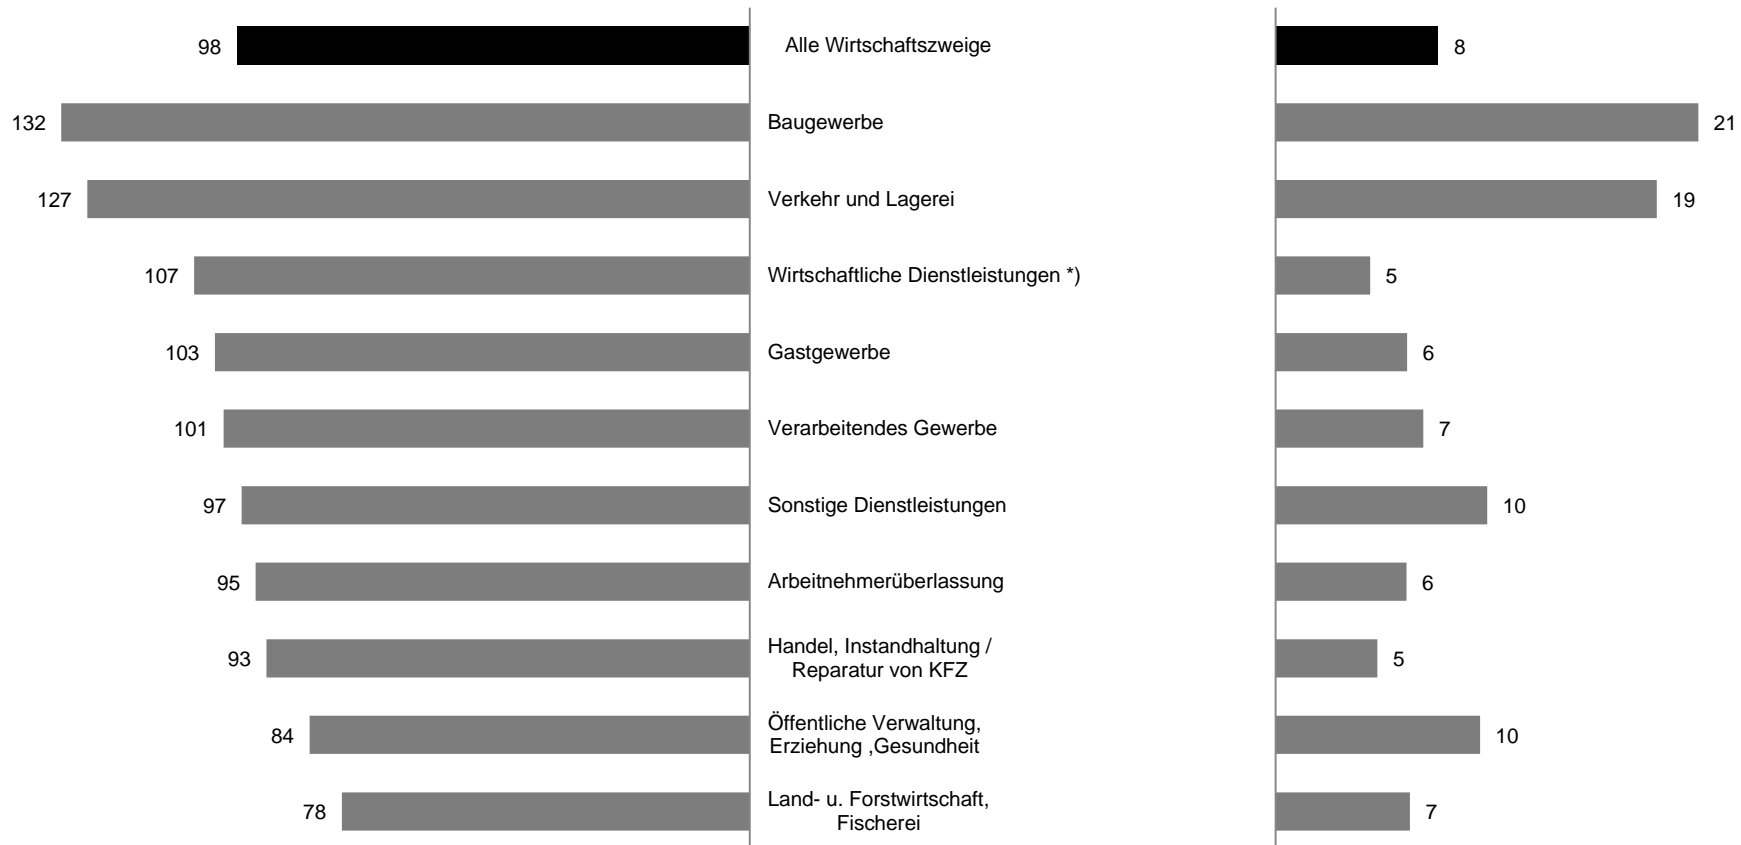 98 Alle Wirtschaftszweige 8
132 Baugewerbe 21
127 Verkehr und Lagerei 19
107 Wirtschaftliche Dienstleistungen *) 5
103 Gastgewerbe 6
101 Verarbeitendes Gewerbe 7
97 Sonstige Dienstleistungen 10
95 Arbeitnehmerüberlassung 6
93 Handel, Instandhaltung / 5
Reparatur von KFZ
84 Öffentliche Verwaltung, 10
Erziehung ,Gesundheit
78 Land- u. Forstwirtschaft, 7
Fischerei